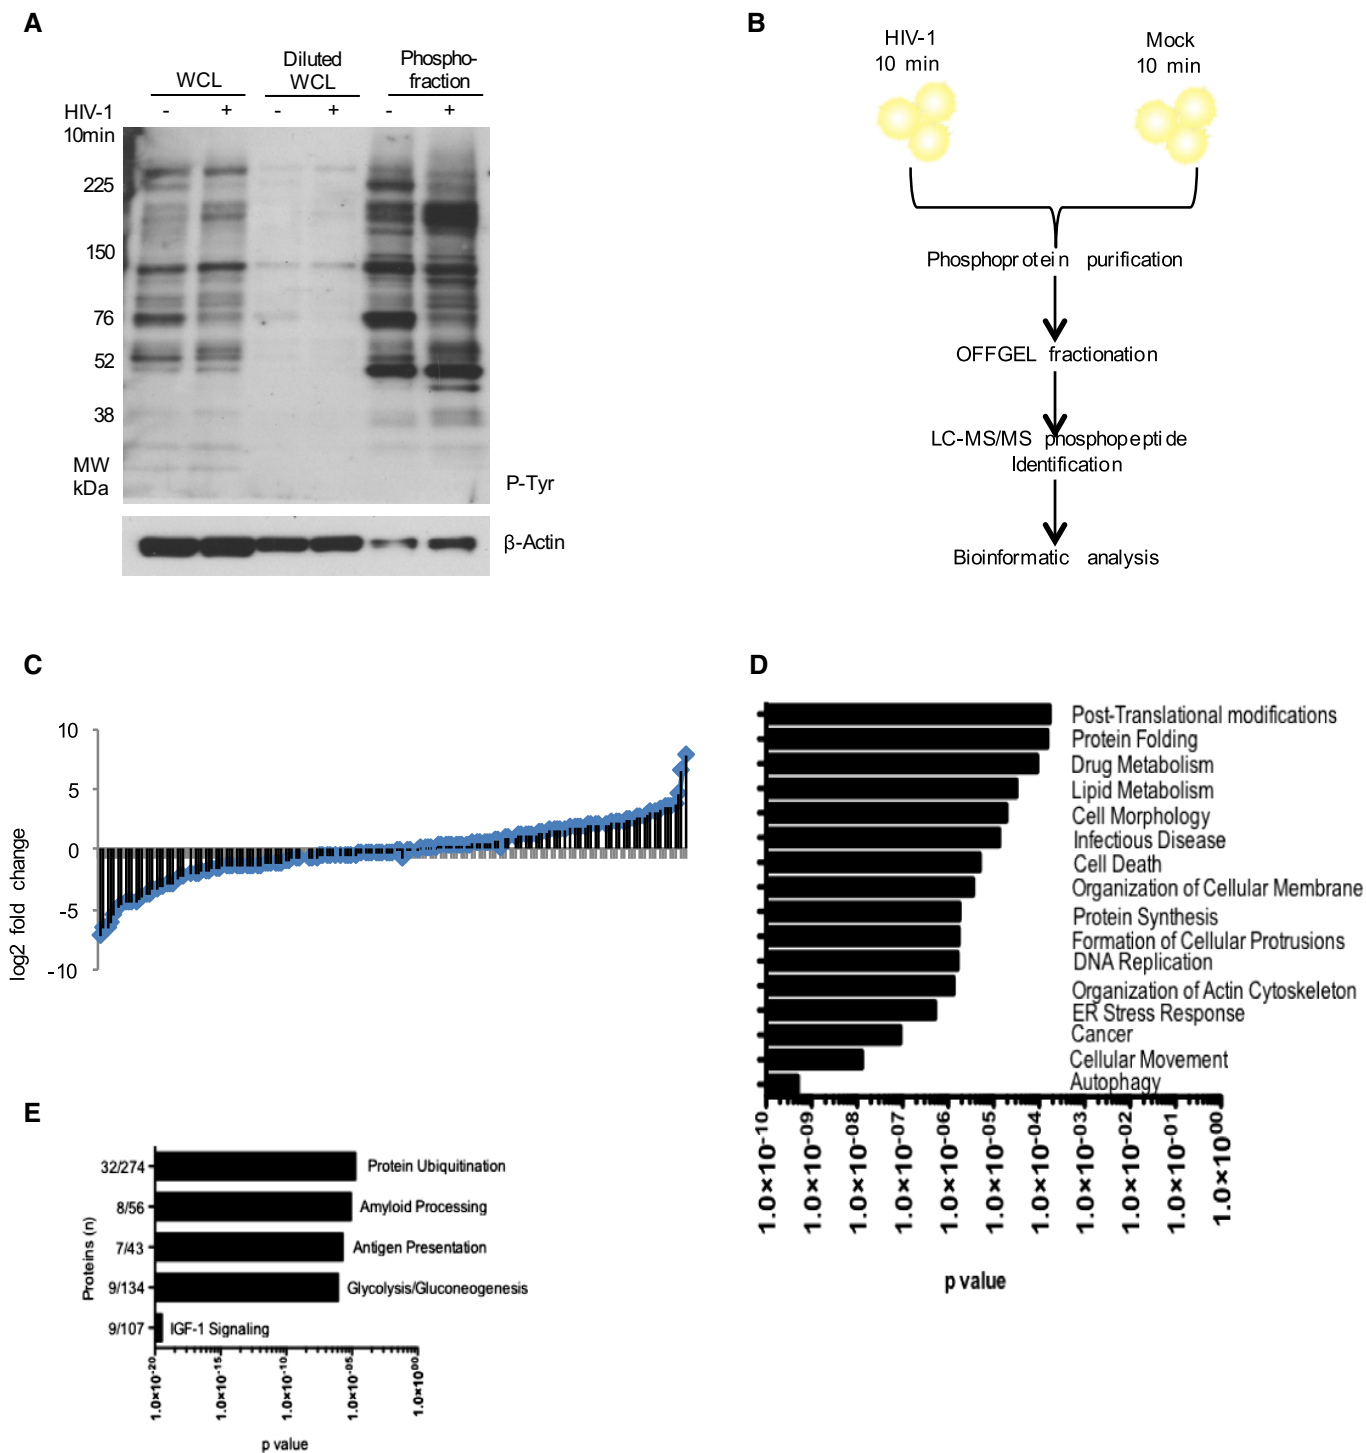 A
WCL
Diluted
WCL
Phospho-
fraction
HIV-1
10min
- + - + - +
225
150
76
52
38
MW
kDa
P-Tyr
β-Actin
B
HIV-1
10 min
Mock
10 min
Phosphoprotein purification
OFFGEL fractionation
LC-MS/MS phosphopeptide
Identification
Bioinformatic analysis
C
log2 fold change
10
5
0
-5
-10
D
Post-Translational modifications
Protein Folding
Drug Metabolism
Lipid Metabolism
Cell Morphology
Infectious Disease
Cell Death
Organization of Cellular Membrane
Protein Synthesis
Formation of Cellular Protrusions
DNA Replication
Organization of Actin Cytoskeleton
ER Stress Response
Cancer
Cellular Movement
Autophagy
1.0×10-10
1.0×10-09
1.0×10-08
1.0×10-07
1.0×10-06
1.0×10-05
1.0×10-04
1.0×10-03
1.0×10-02
1.0×10-01
1.0×1000
p value
E
Proteins (n)
32/274 Protein Ubiquitination
8/56 Amyloid Processing
7/43 Antigen Presentation
9/134 Glycolysis/Gluconeogenesis
9/107 IGF-1 Signaling
1.0×10-20
1.0×10-15
1.0×10-10
1.0×10-05
1.0×1000
p value